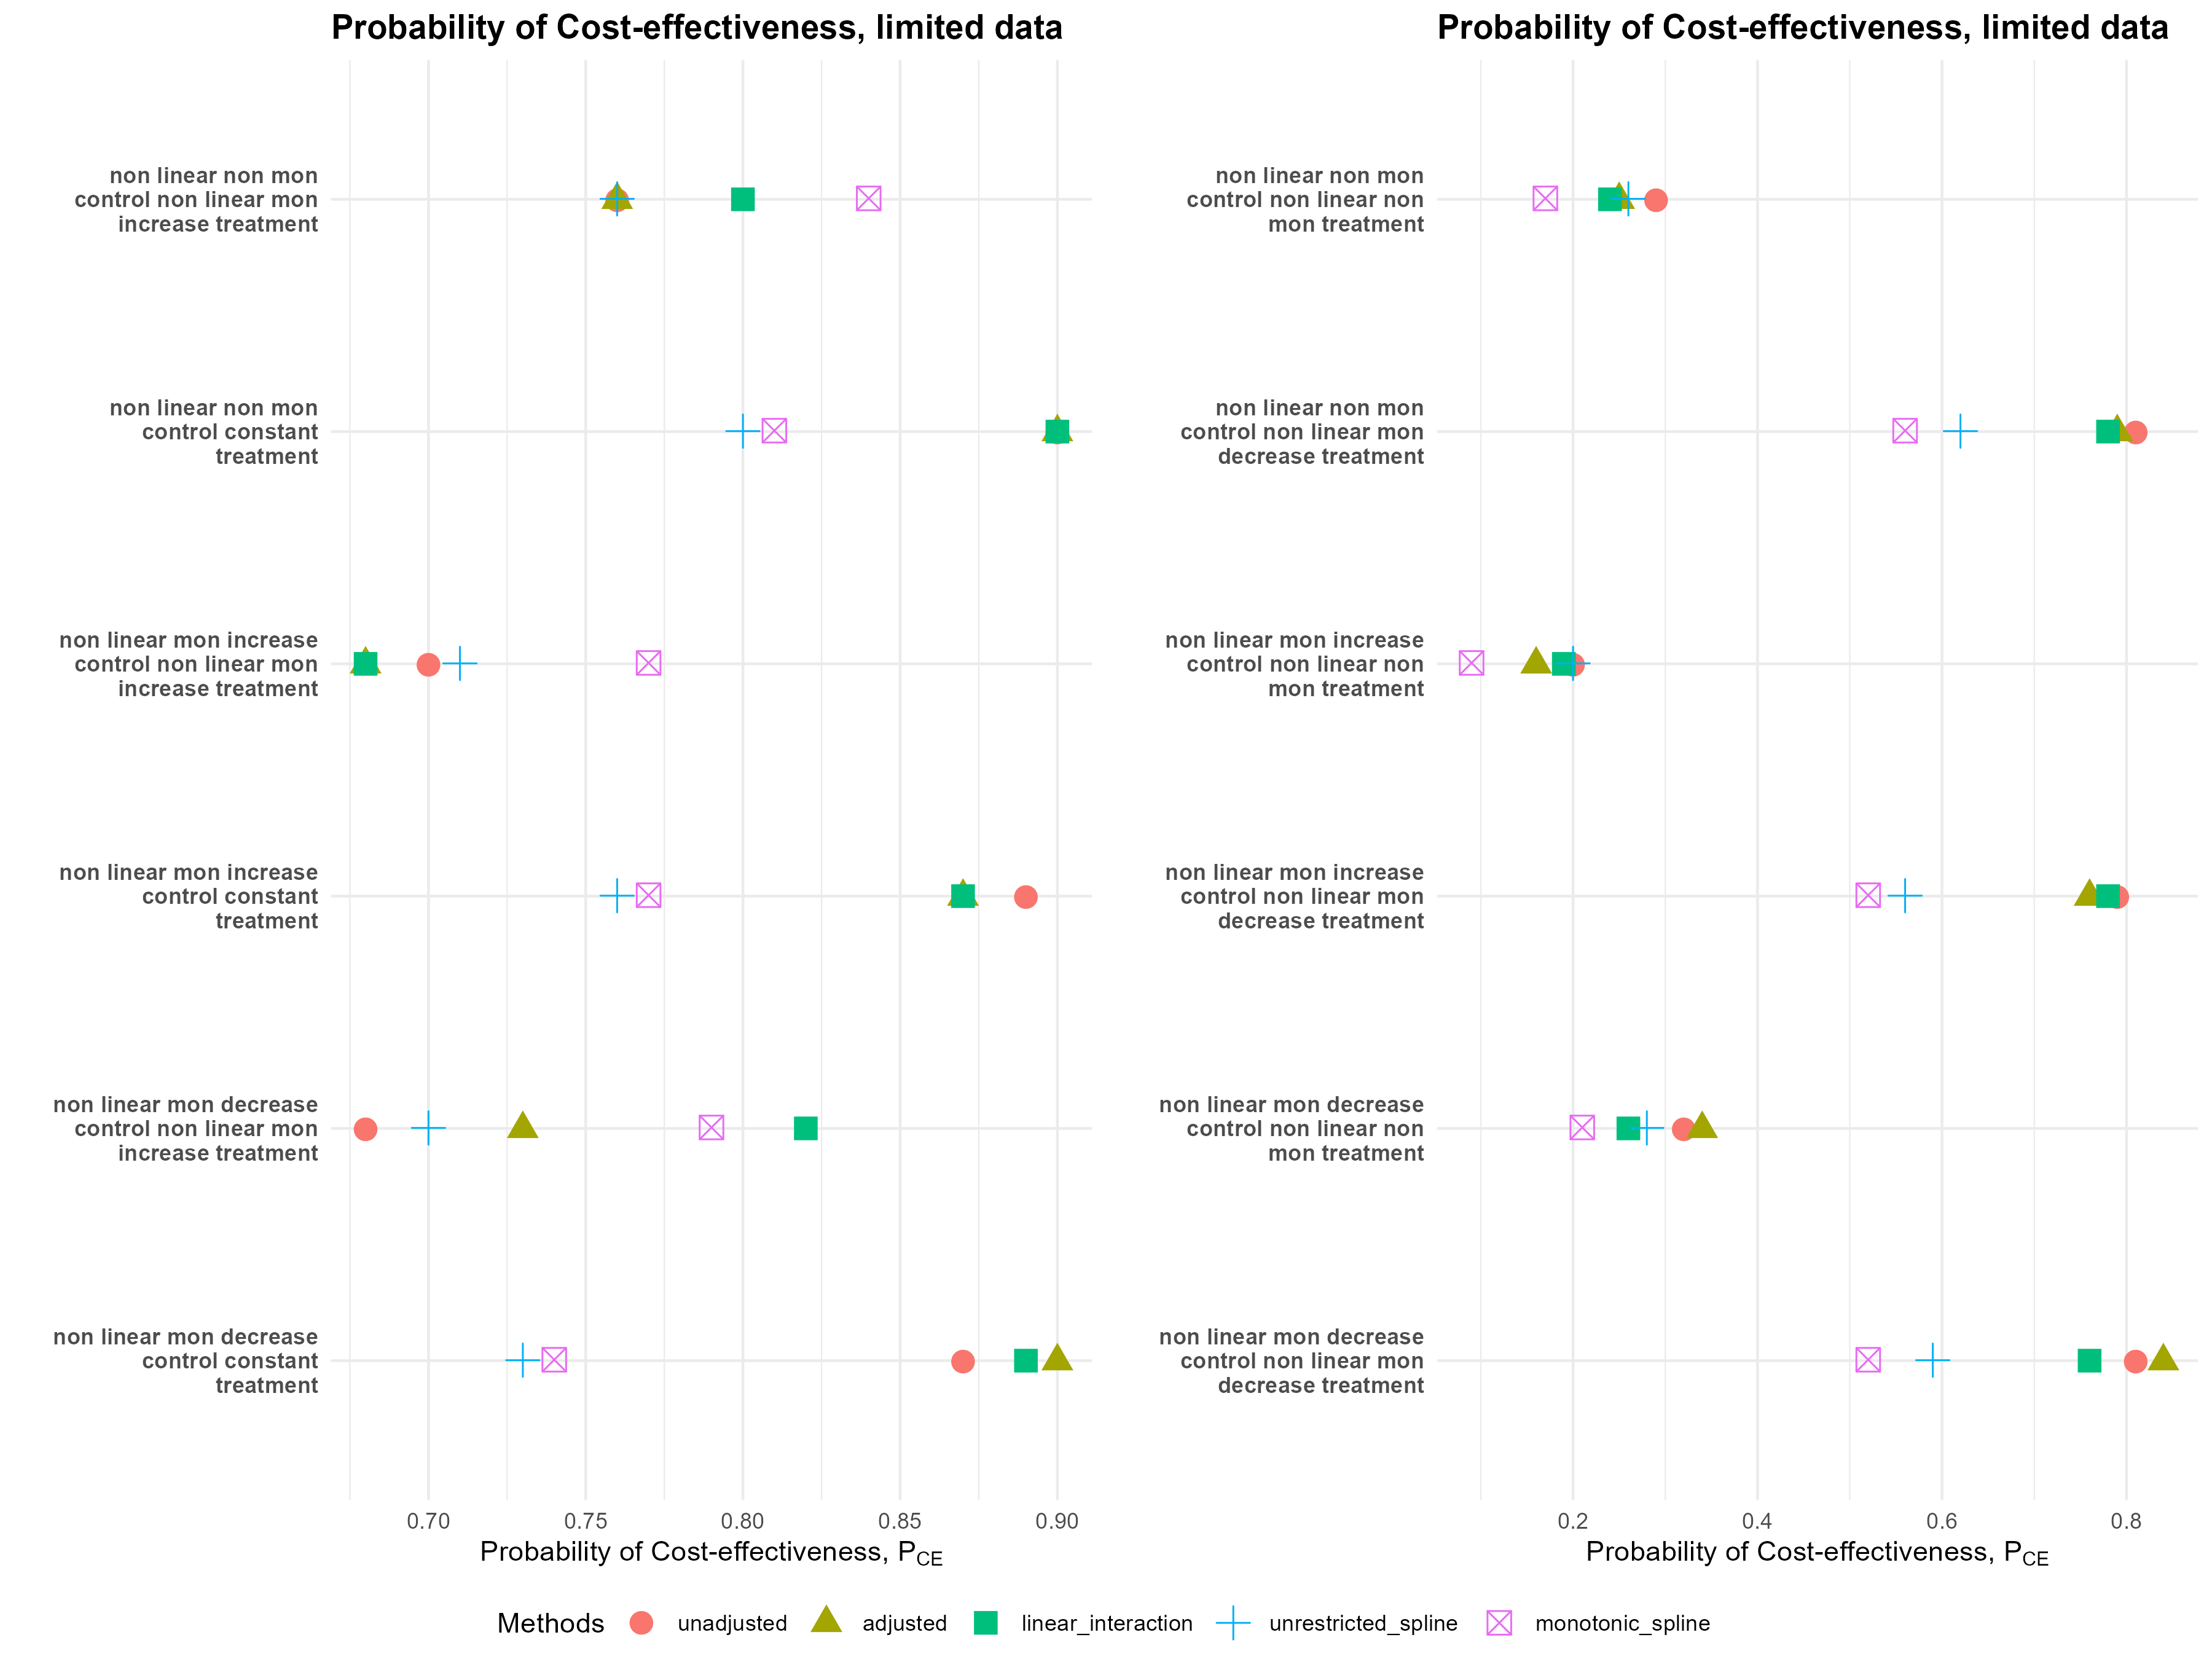 Probability of Cost-effectiveness, limited data
non linear non mon
control non linear mon
increase treatment
non linear non mon
control constant
treatment
non linear mon increase
control non linear mon
increase treatment
non linear mon increase
control constant
treatment
non linear mon decrease
control non linear mon
increase treatment
non linear mon decrease
control constant
treatment
0.70 0.75 0.80 0.85 0.90
Probability of Cost-effectiveness, PCE
Probability of Cost-effectiveness, limited data
non linear non mon
control non linear non
mon treatment
non linear non mon
control non linear mon
decrease treatment
non linear mon increase
control non linear non
mon treatment
non linear mon increase
control non linear mon
decrease treatment
non linear mon decrease
control non linear non
mon treatment
non linear mon decrease
control non linear mon
decrease treatment
0.2 0.4 0.6 0.8
Probability of Cost-effectiveness, PCE
Methods unadjusted adjusted linear_interaction unrestricted_spline monotonic_spline